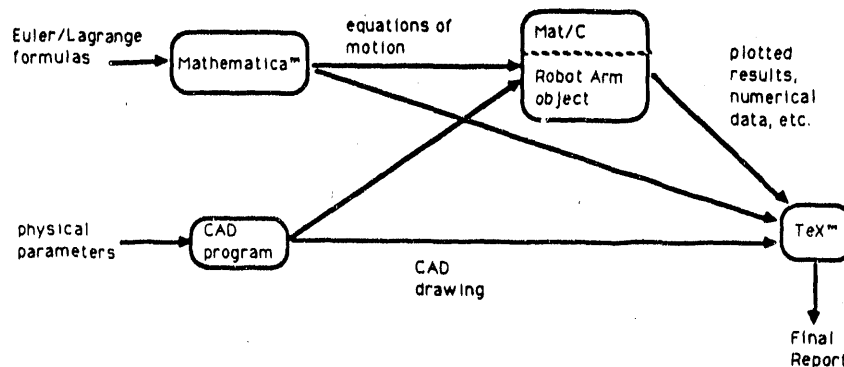 Euler/Lagrange
formulas
Mathematica™
equations of
motion
Mat/C
Robot Arm
object
plotted
results,
numerical
data, etc.
physical
parameters
CAD
program
CAD
drawing
TeX™
Final
Report